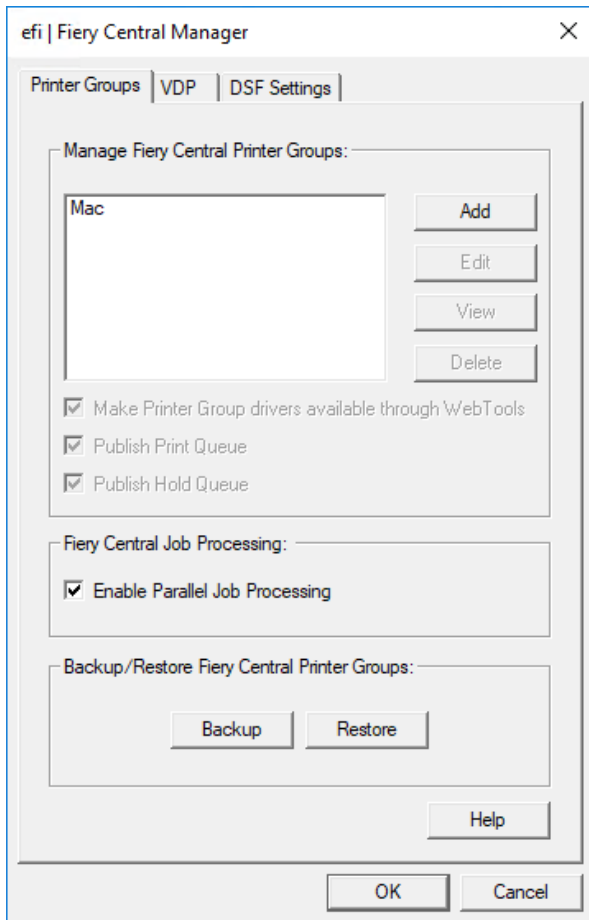 efi | Fiery Central Manager
Printer Groups VDP DSF Settings
Manage Fiery Central Printer Groups:
Mac
Add
Edit
View
Delete
Make Printer Group drivers available through WebTools
Publish Print Queue
Publish Hold Queue
Fiery Central Job Processing:
Enable Parallel Job Processing
Backup/Restore Fiery Central Printer Groups:
Backup Restore
Help
OK Cancel